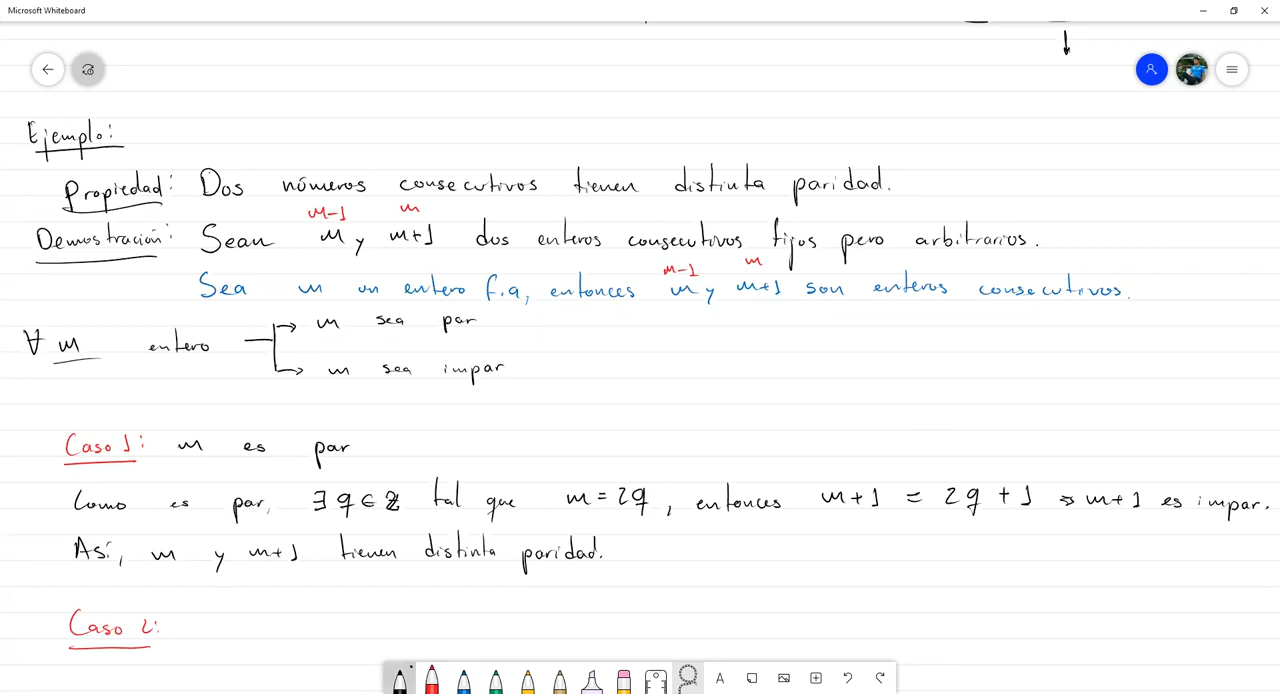 Microsoft Whiteboard
Ejemplo:
Propiedad: Dos números consecutivos tienen distinta paridad.
m-1 m
Demostración: Sean m y m+1 dos enteros consecutivos fijos pero arbitrarios.
m-1 m
Sea m un entero f.a, entonces m y m+1 son enteros consecutivos.
m sea par
∀ m entero
m sea impar
Caso 1: m es par
Como es par, ∃ q ∈ ℤ tal que m = 2q, entonces m+1 = 2q + 1 ⇒ m+1 es impar.
Así, m y m+1 tienen distinta paridad.
Caso 2:
A